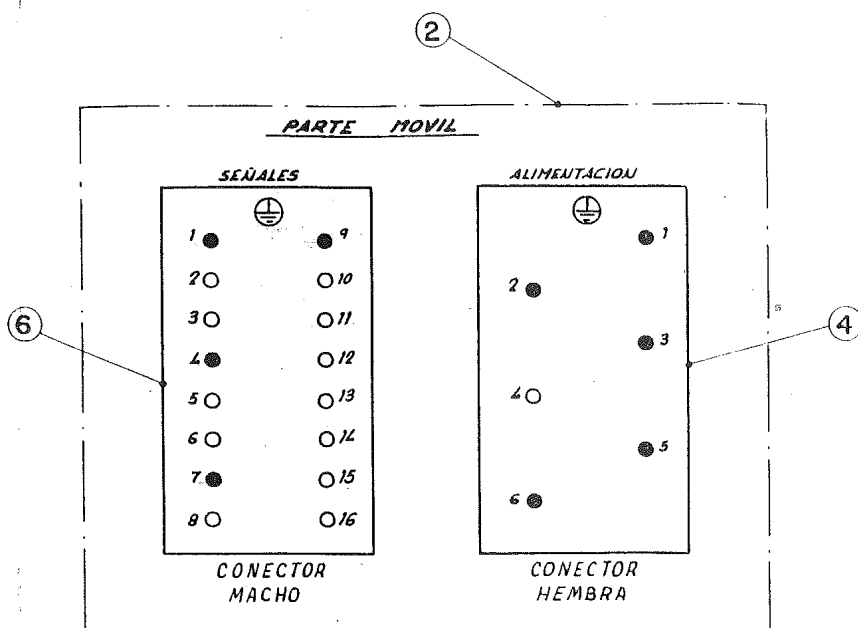 2
PARTE MOVIL
SEÑALES
1 9
2 10
3 11
4 12
5 13
6 14
7 15
8 16
CONECTOR
MACHO
6
ALIMENTACION
1
2
3
4
5
6
CONECTOR
HEMBRA
4